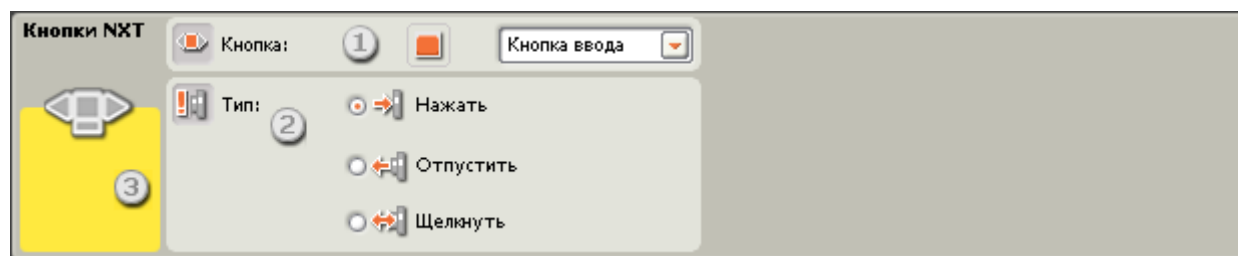 Кнопки NXT
Кнопка:
1
Кнопка ввода
Тип:
2
Нажать
Отпустить
Щелкнуть
3